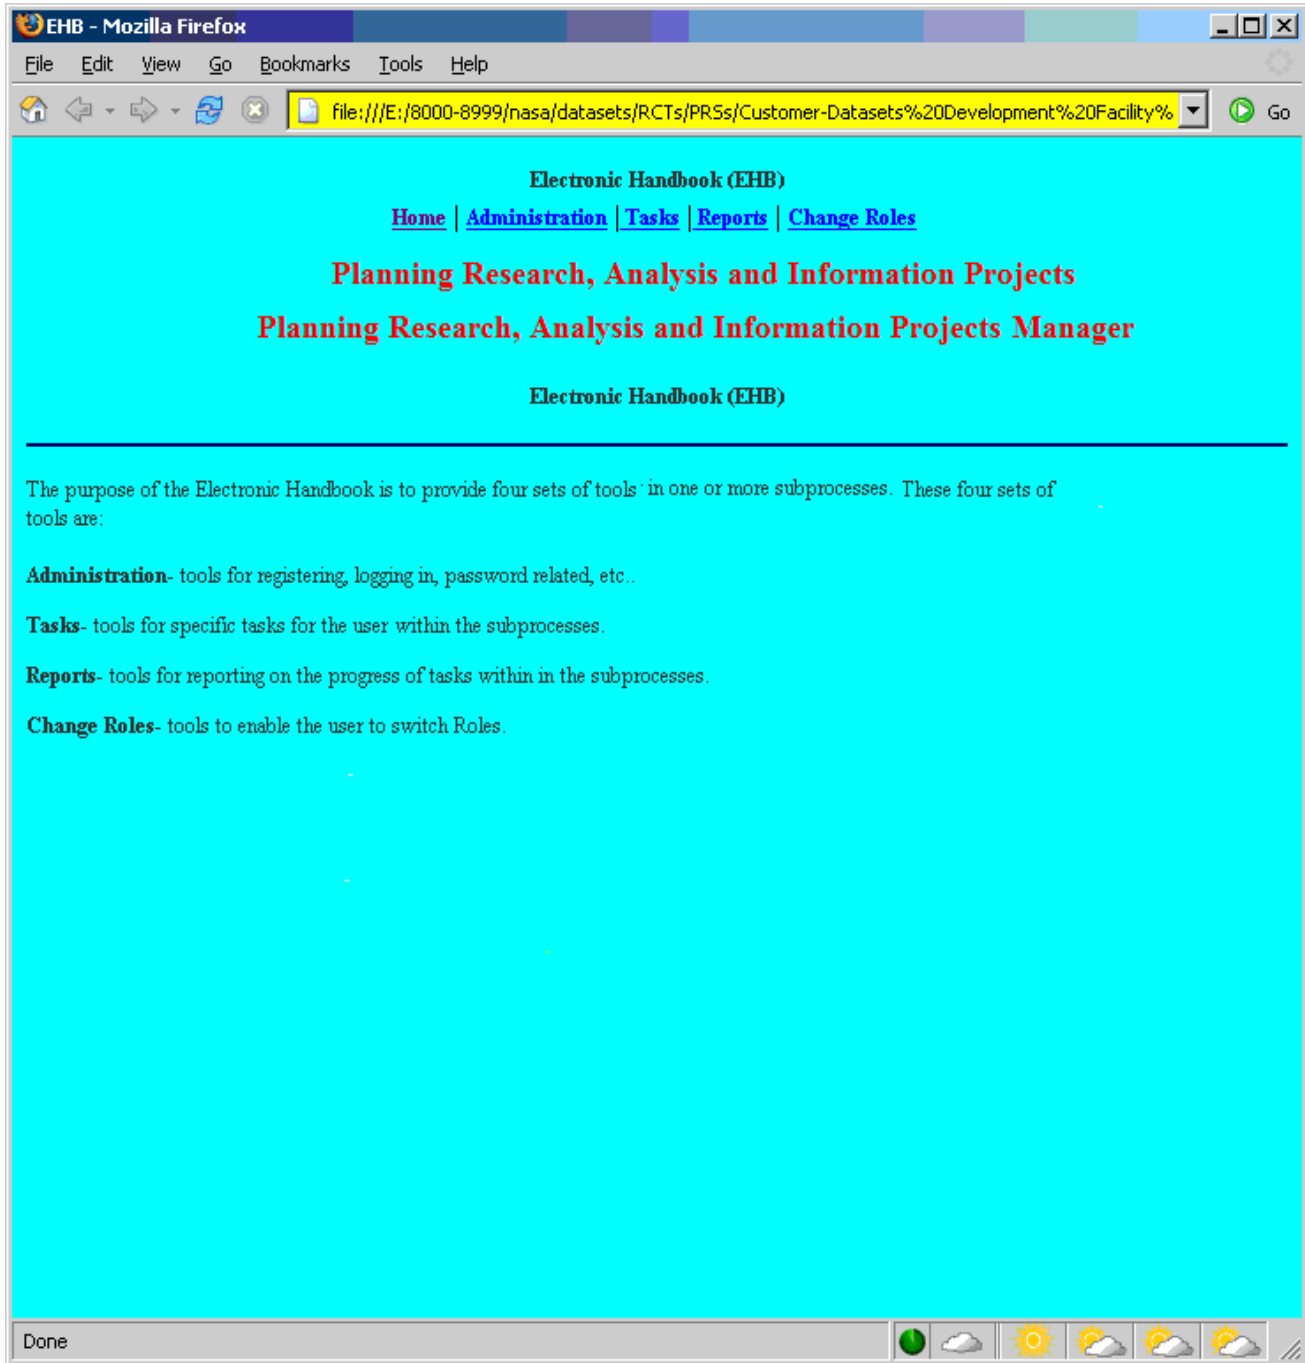 EHB - Mozilla Firefox
File Edit View Go Bookmarks Tools Help
file:///E:/8000-8999/nasa/datasets/RCTs/PRSs/Customer-Datasets%20Development%20Facility% Go
Electronic Handbook (EHB)
Home | Administration | Tasks | Reports | Change Roles
Planning Research, Analysis and Information Projects
Planning Research, Analysis and Information Projects Manager
Electronic Handbook (EHB)
The purpose of the Electronic Handbook is to provide four sets of tools in one or more subprocesses. These four sets of
tools are:
Administration- tools for registering, logging in, password related, etc..
Tasks- tools for specific tasks for the user within the subprocesses.
Reports- tools for reporting on the progress of tasks within in the subprocesses.
Change Roles- tools to enable the user to switch Roles.
Done